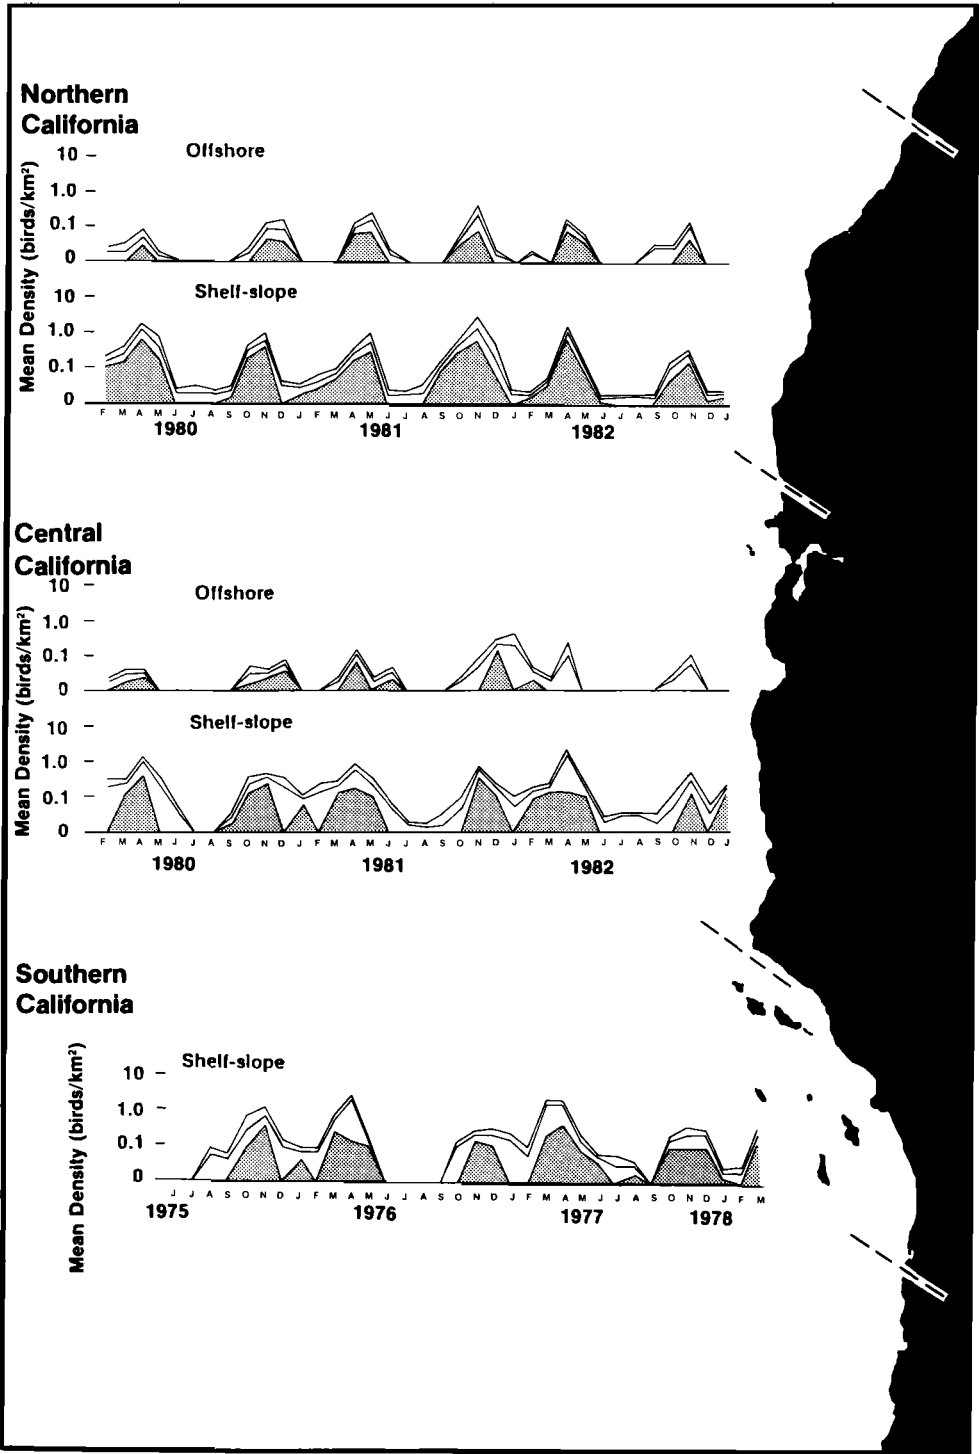 Northern
California
Offshore
Mean Density (birds/km²)
10
1.0
0.1
0
Shelf-slope
10
1.0
0.1
0
F M A M J J A S O N D J F M A M J J A S O N D J F M A M J J A S O N D J
1980 1981 1982
Central
California
Offshore
Mean Density (birds/km²)
10
1.0
0.1
0
Shelf-slope
10
1.0
0.1
0
F M A M J J A S O N D J F M A M J J A S O N D J F M A M J J A S O N D J
1980 1981 1982
Southern
California
Shelf-slope
Mean Density (birds/km²)
10
1.0
0.1
0
J J A S O N D J F M A M J J A S O N D J F M A M J J A S O N D J F M
1975 1976 1977 1978